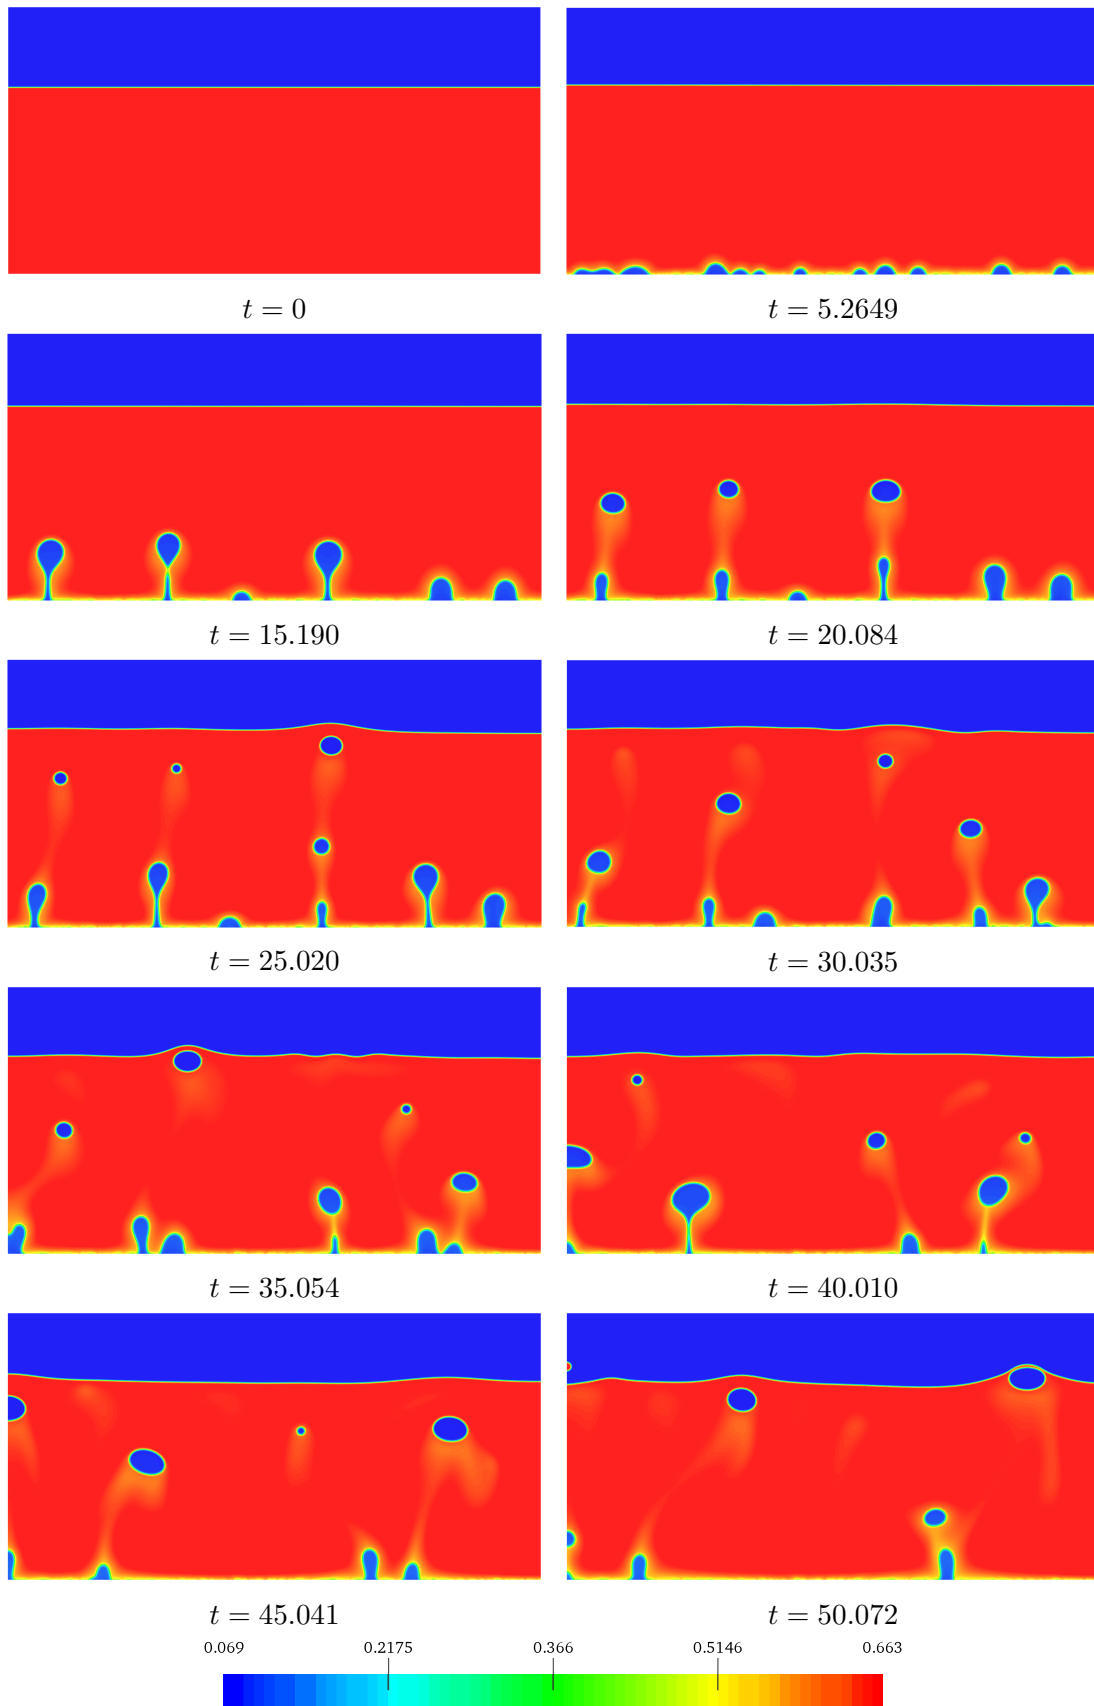 t = 0
t = 5.2649
t = 15.190
t = 20.084
t = 25.020
t = 30.035
t = 35.054
t = 40.010
t = 45.041
t = 50.072
0.069 0.2175 0.366 0.5146 0.663